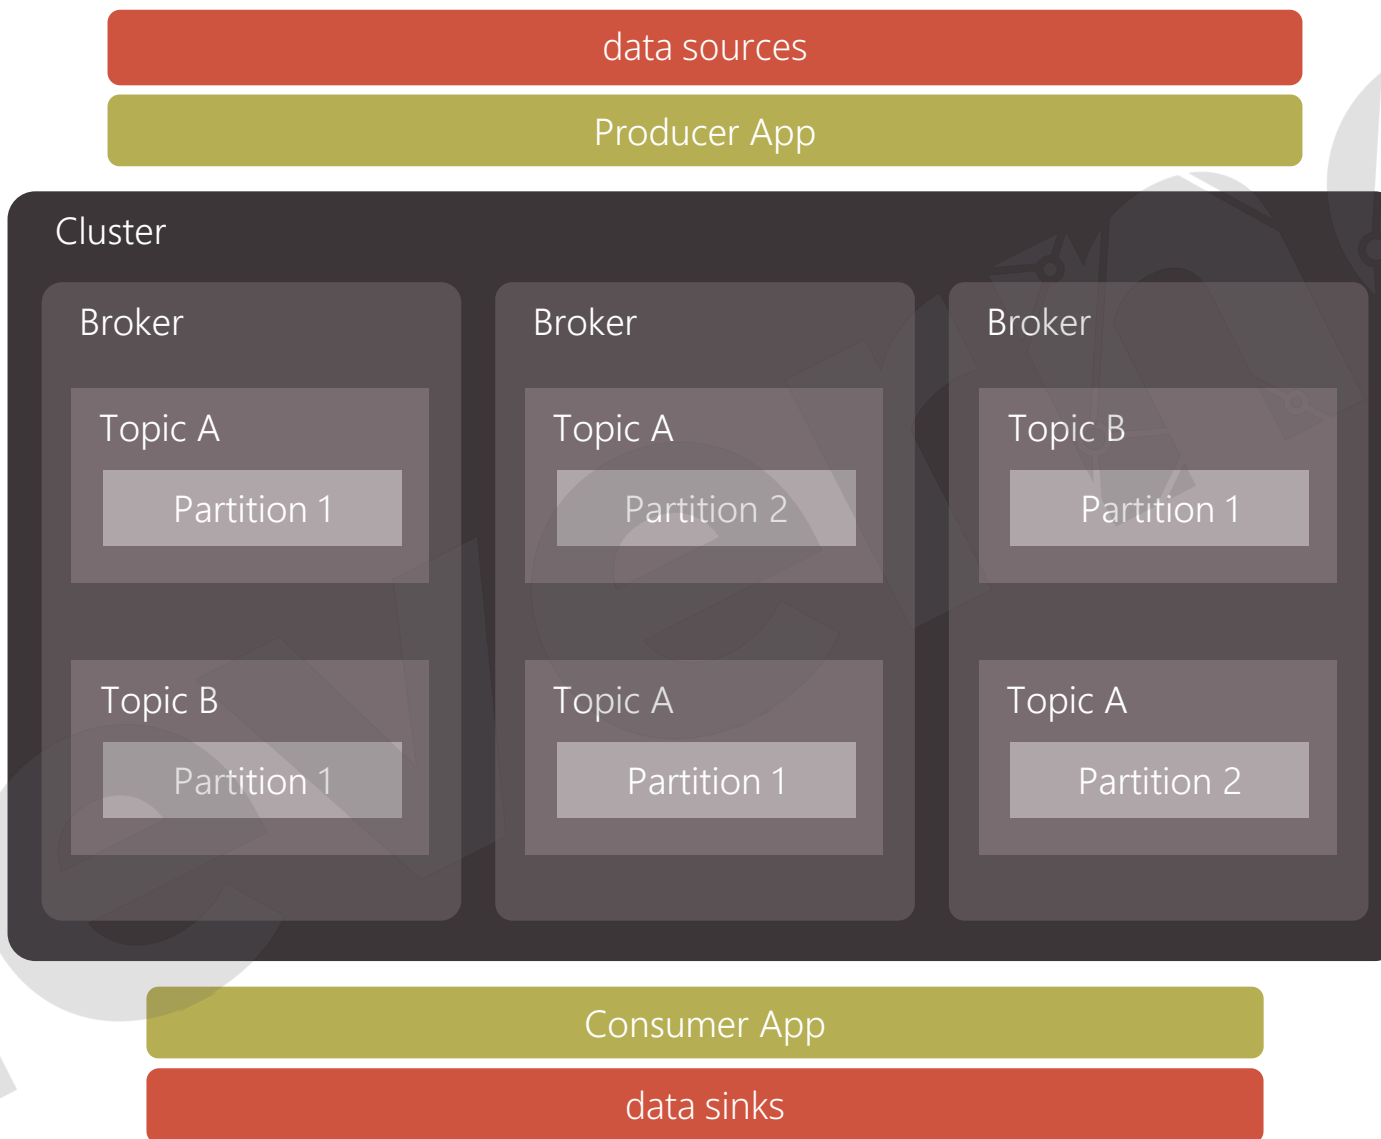 data sources
Producer App
Cluster
Broker
Topic A
Partition 1
Topic B
Partition 1
Broker
Topic A
Partition 2
Topic A
Partition 1
Broker
Topic B
Partition 1
Topic A
Partition 2
Consumer App
data sinks